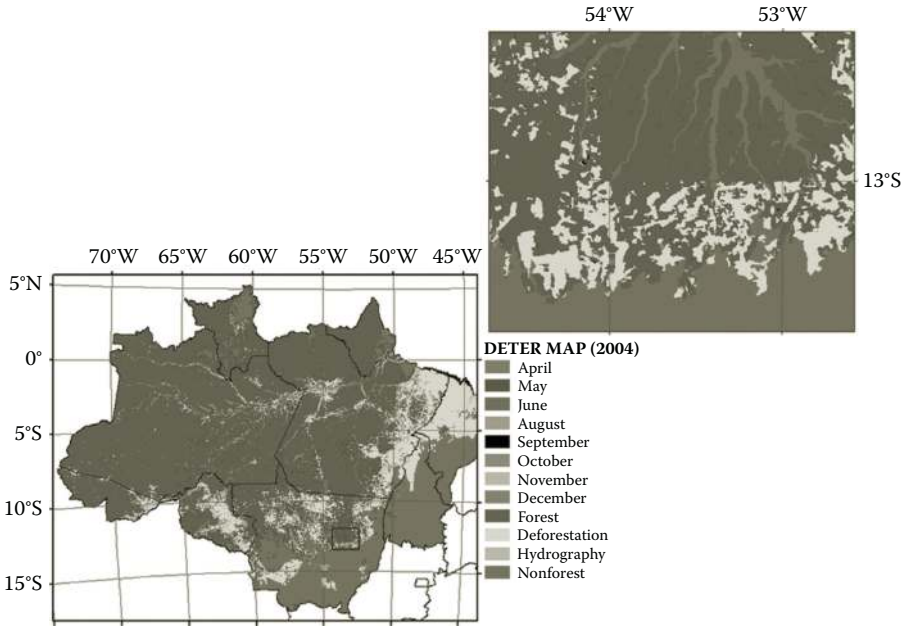 54°W 53°W
13°S
70°W 65°W 60°W 55°W 50°W 45°W
5°N
0°
5°S
10°S
15°S
DETER MAP (2004)
April
May
June
August
September
October
November
December
Forest
Deforestation
Hydrography
Nonforest